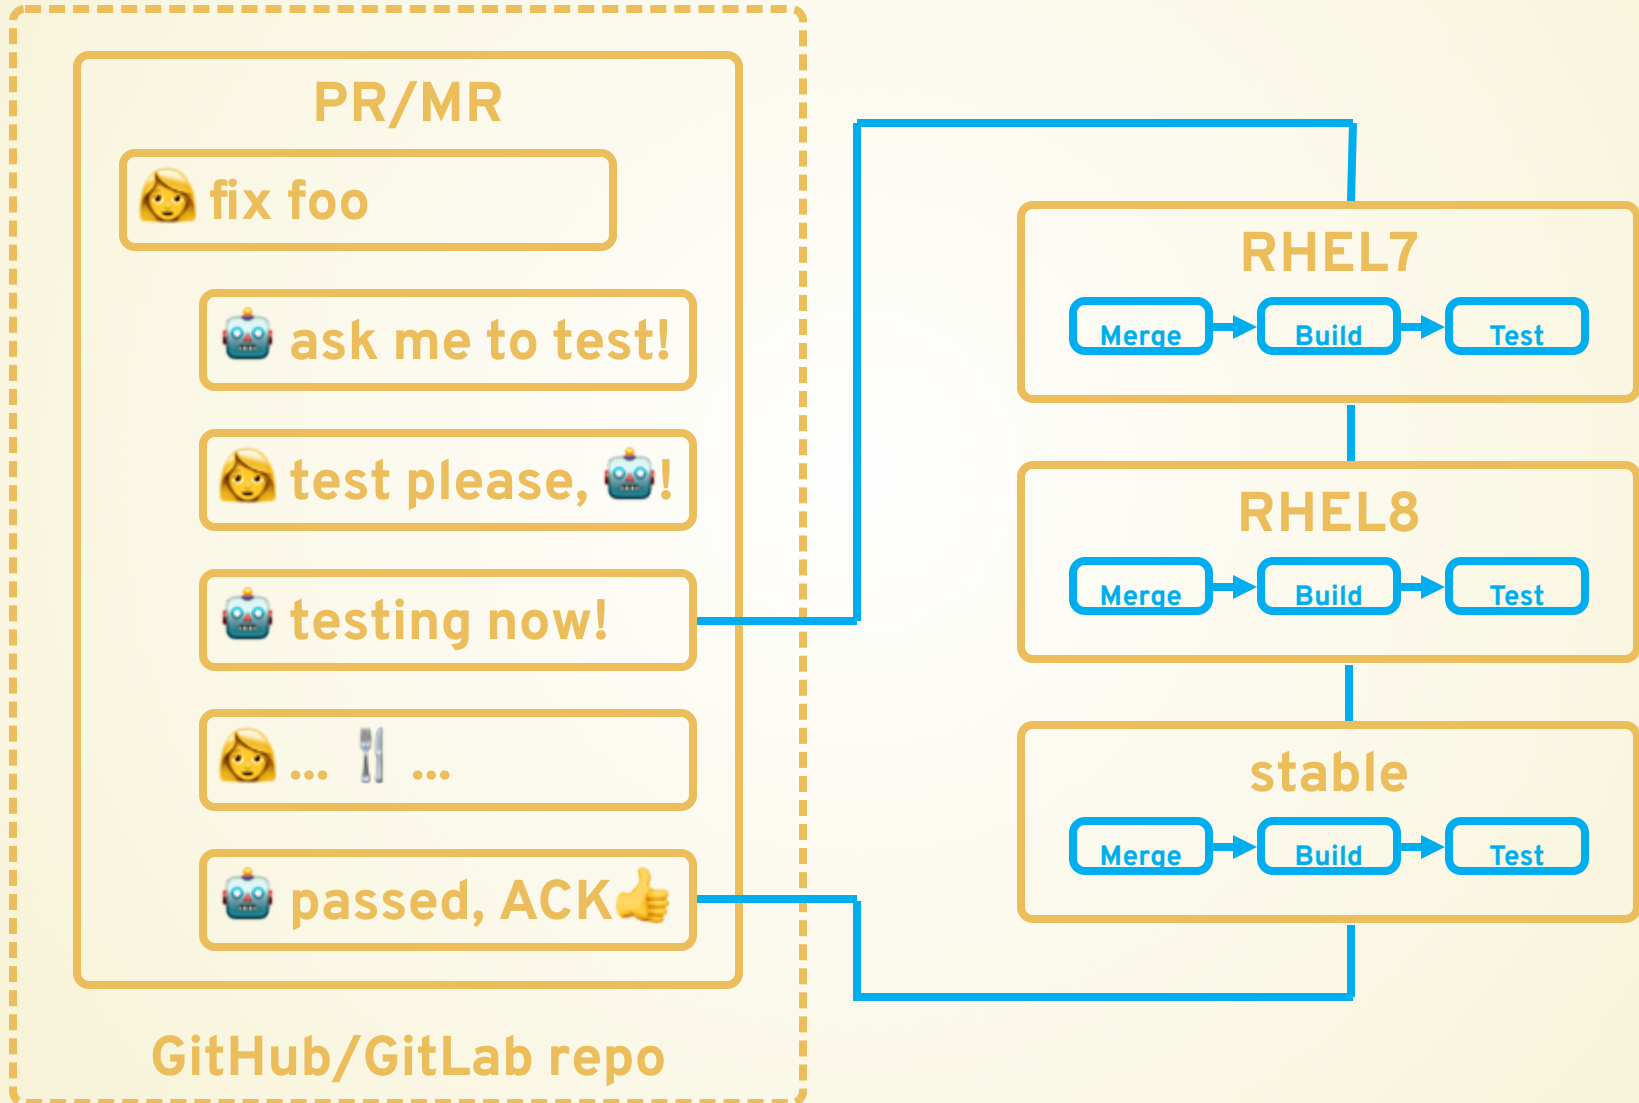 PR/MR
👩 fix foo
🤖 ask me to test!
👩 test please, 🤖!
🤖 testing now!
👩 ... 🍴 ...
🤖 passed, ACK👍
GitHub/GitLab repo
RHEL7
Merge Build Test
RHEL8
Merge Build Test
stable
Merge Build Test